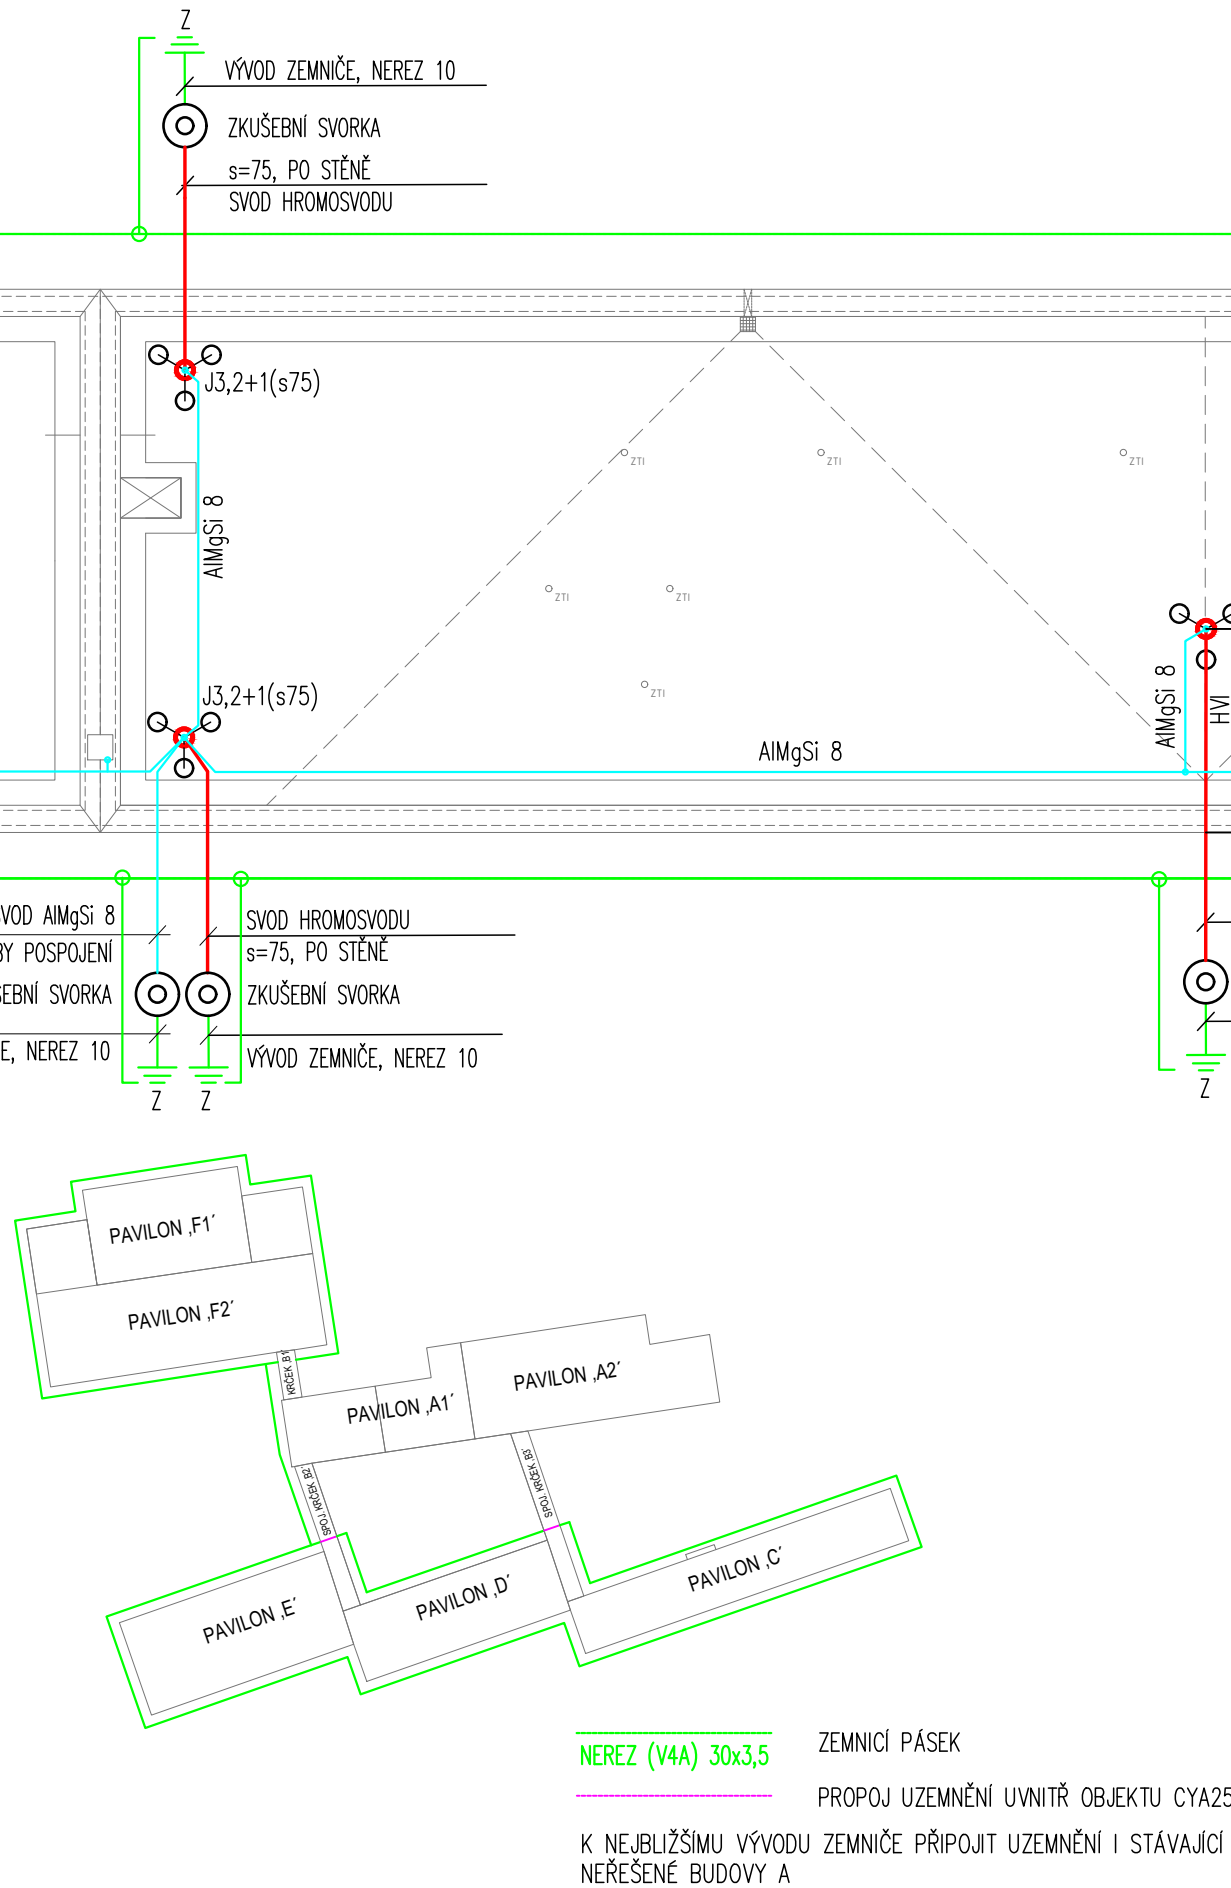 Z
VÝVOD ZEMNIČE, NEREZ 10
ZKUŠEBNÍ SVORKA
s=75, PO STĚNĚ
SVOD HROMOSVODU
J3,2+1(s75)
ZTI
ZTI
ZTI
AlMgSi 8
ZTI
ZTI
ZTI
J3,2+1(s75)
AlMgSi 8
AlMgSi 8
HVI
VOD AlMgSi 8
BY POSPOJENÍ
EBNÍ SVORKA
E, NEREZ 10
SVOD HROMOSVODU
s=75, PO STĚNĚ
ZKUŠEBNÍ SVORKA
VÝVOD ZEMNIČE, NEREZ 10
Z
Z
Z
PAVILON ‚F1´
PAVILON ‚F2´
KRČEK ‚B1´
PAVILON ‚A1´
PAVILON ‚A2´
SPOJ. KRČEK ‚B2´
SPOJ. KRČEK ‚B3´
PAVILON ‚E´
PAVILON ‚D´
PAVILON ‚C´
NEREZ (V4A) 30x3,5
ZEMNICÍ PÁSEK
PROPOJ UZEMNĚNÍ UVNITŘ OBJEKTU CYA25
K NEJBLIŽŠÍMU VÝVODU ZEMNIČE PŘIPOJIT UZEMNĚNÍ I STÁVAJÍCÍ
NEŘEŠENÉ BUDOVY A